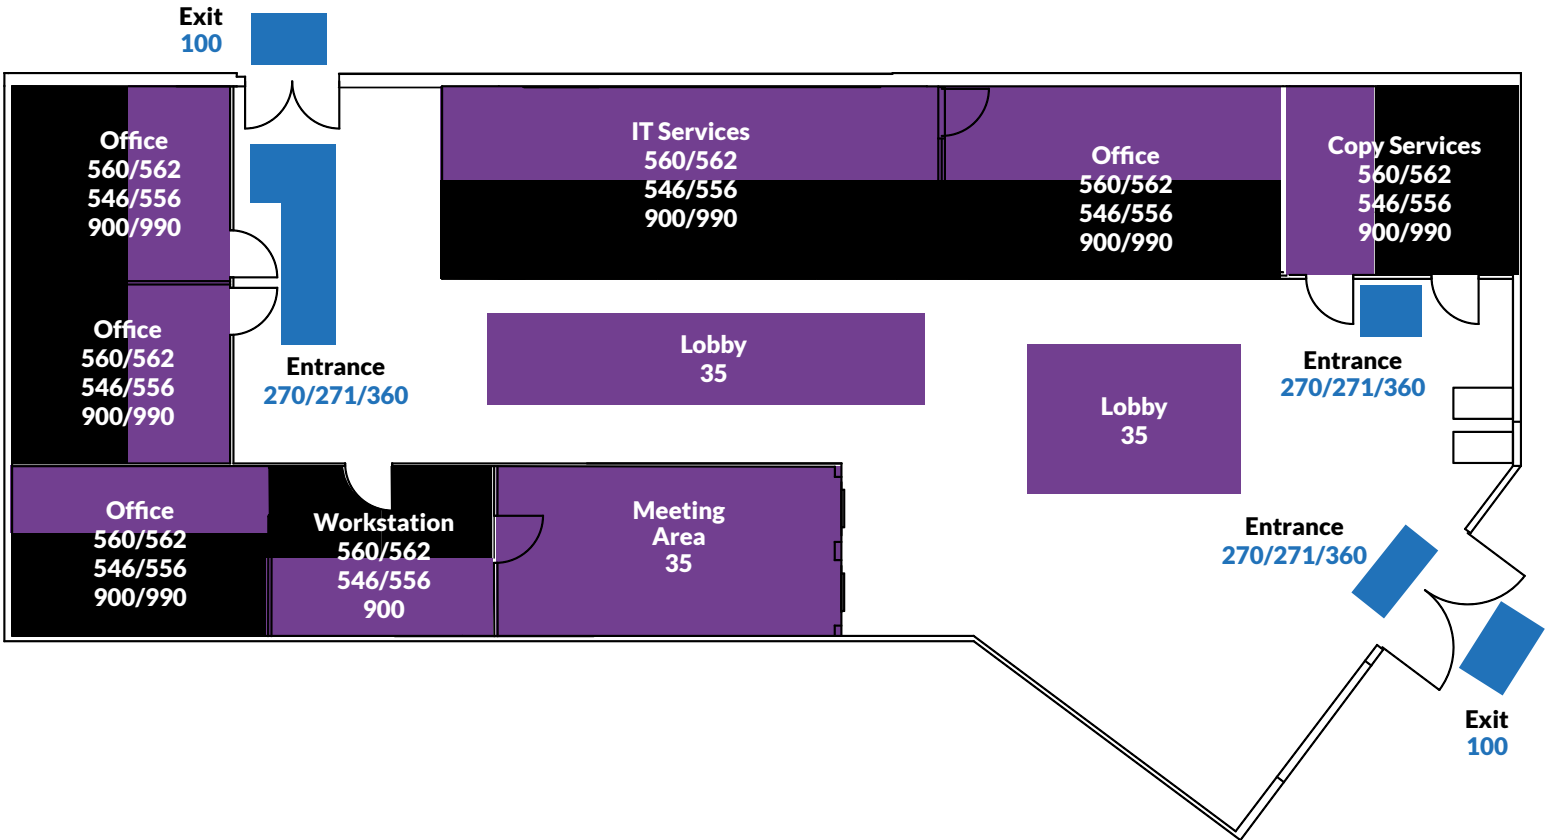 Exit
100
Office
560/562
546/556
900/990
IT Services
560/562
546/556
900/990
Office
560/562
546/556
900/990
Copy Services
560/562
546/556
900/990
Office
560/562
546/556
900/990
Entrance
270/271/360
Lobby
35
Lobby
35
Entrance
270/271/360
Office
560/562
546/556
900/990
Workstation
560/562
546/556
900
Meeting
Area
35
Entrance
270/271/360
Exit
100